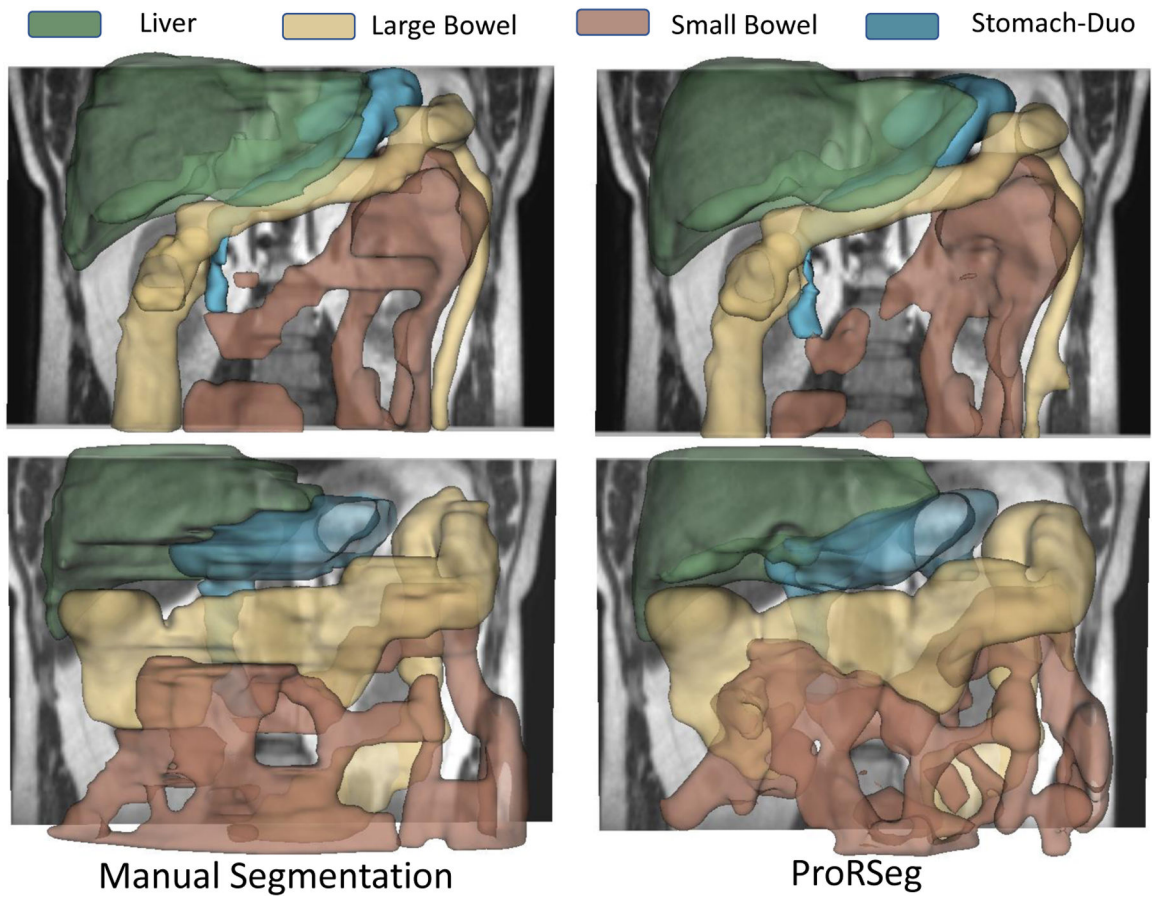 Liver
Large Bowel
Small Bowel
Stomach-Duo
Manual Segmentation
ProRSeg